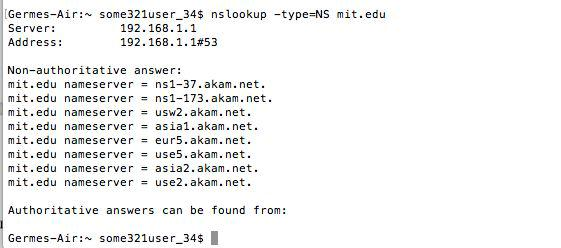 Germes-Air:~ some321user_34$ nslookup -type=NS mit.edu
Server: 192.168.1.1
Address: 192.168.1.1#53
Non-authoritative answer:
mit.edu nameserver = ns1-37.akam.net.
mit.edu nameserver = ns1-173.akam.net.
mit.edu nameserver = usw2.akam.net.
mit.edu nameserver = asia1.akam.net.
mit.edu nameserver = eur5.akam.net.
mit.edu nameserver = use5.akam.net.
mit.edu nameserver = asia2.akam.net.
mit.edu nameserver = use2.akam.net.
Authoritative answers can be found from:
Germes-Air:~ some321user_34$